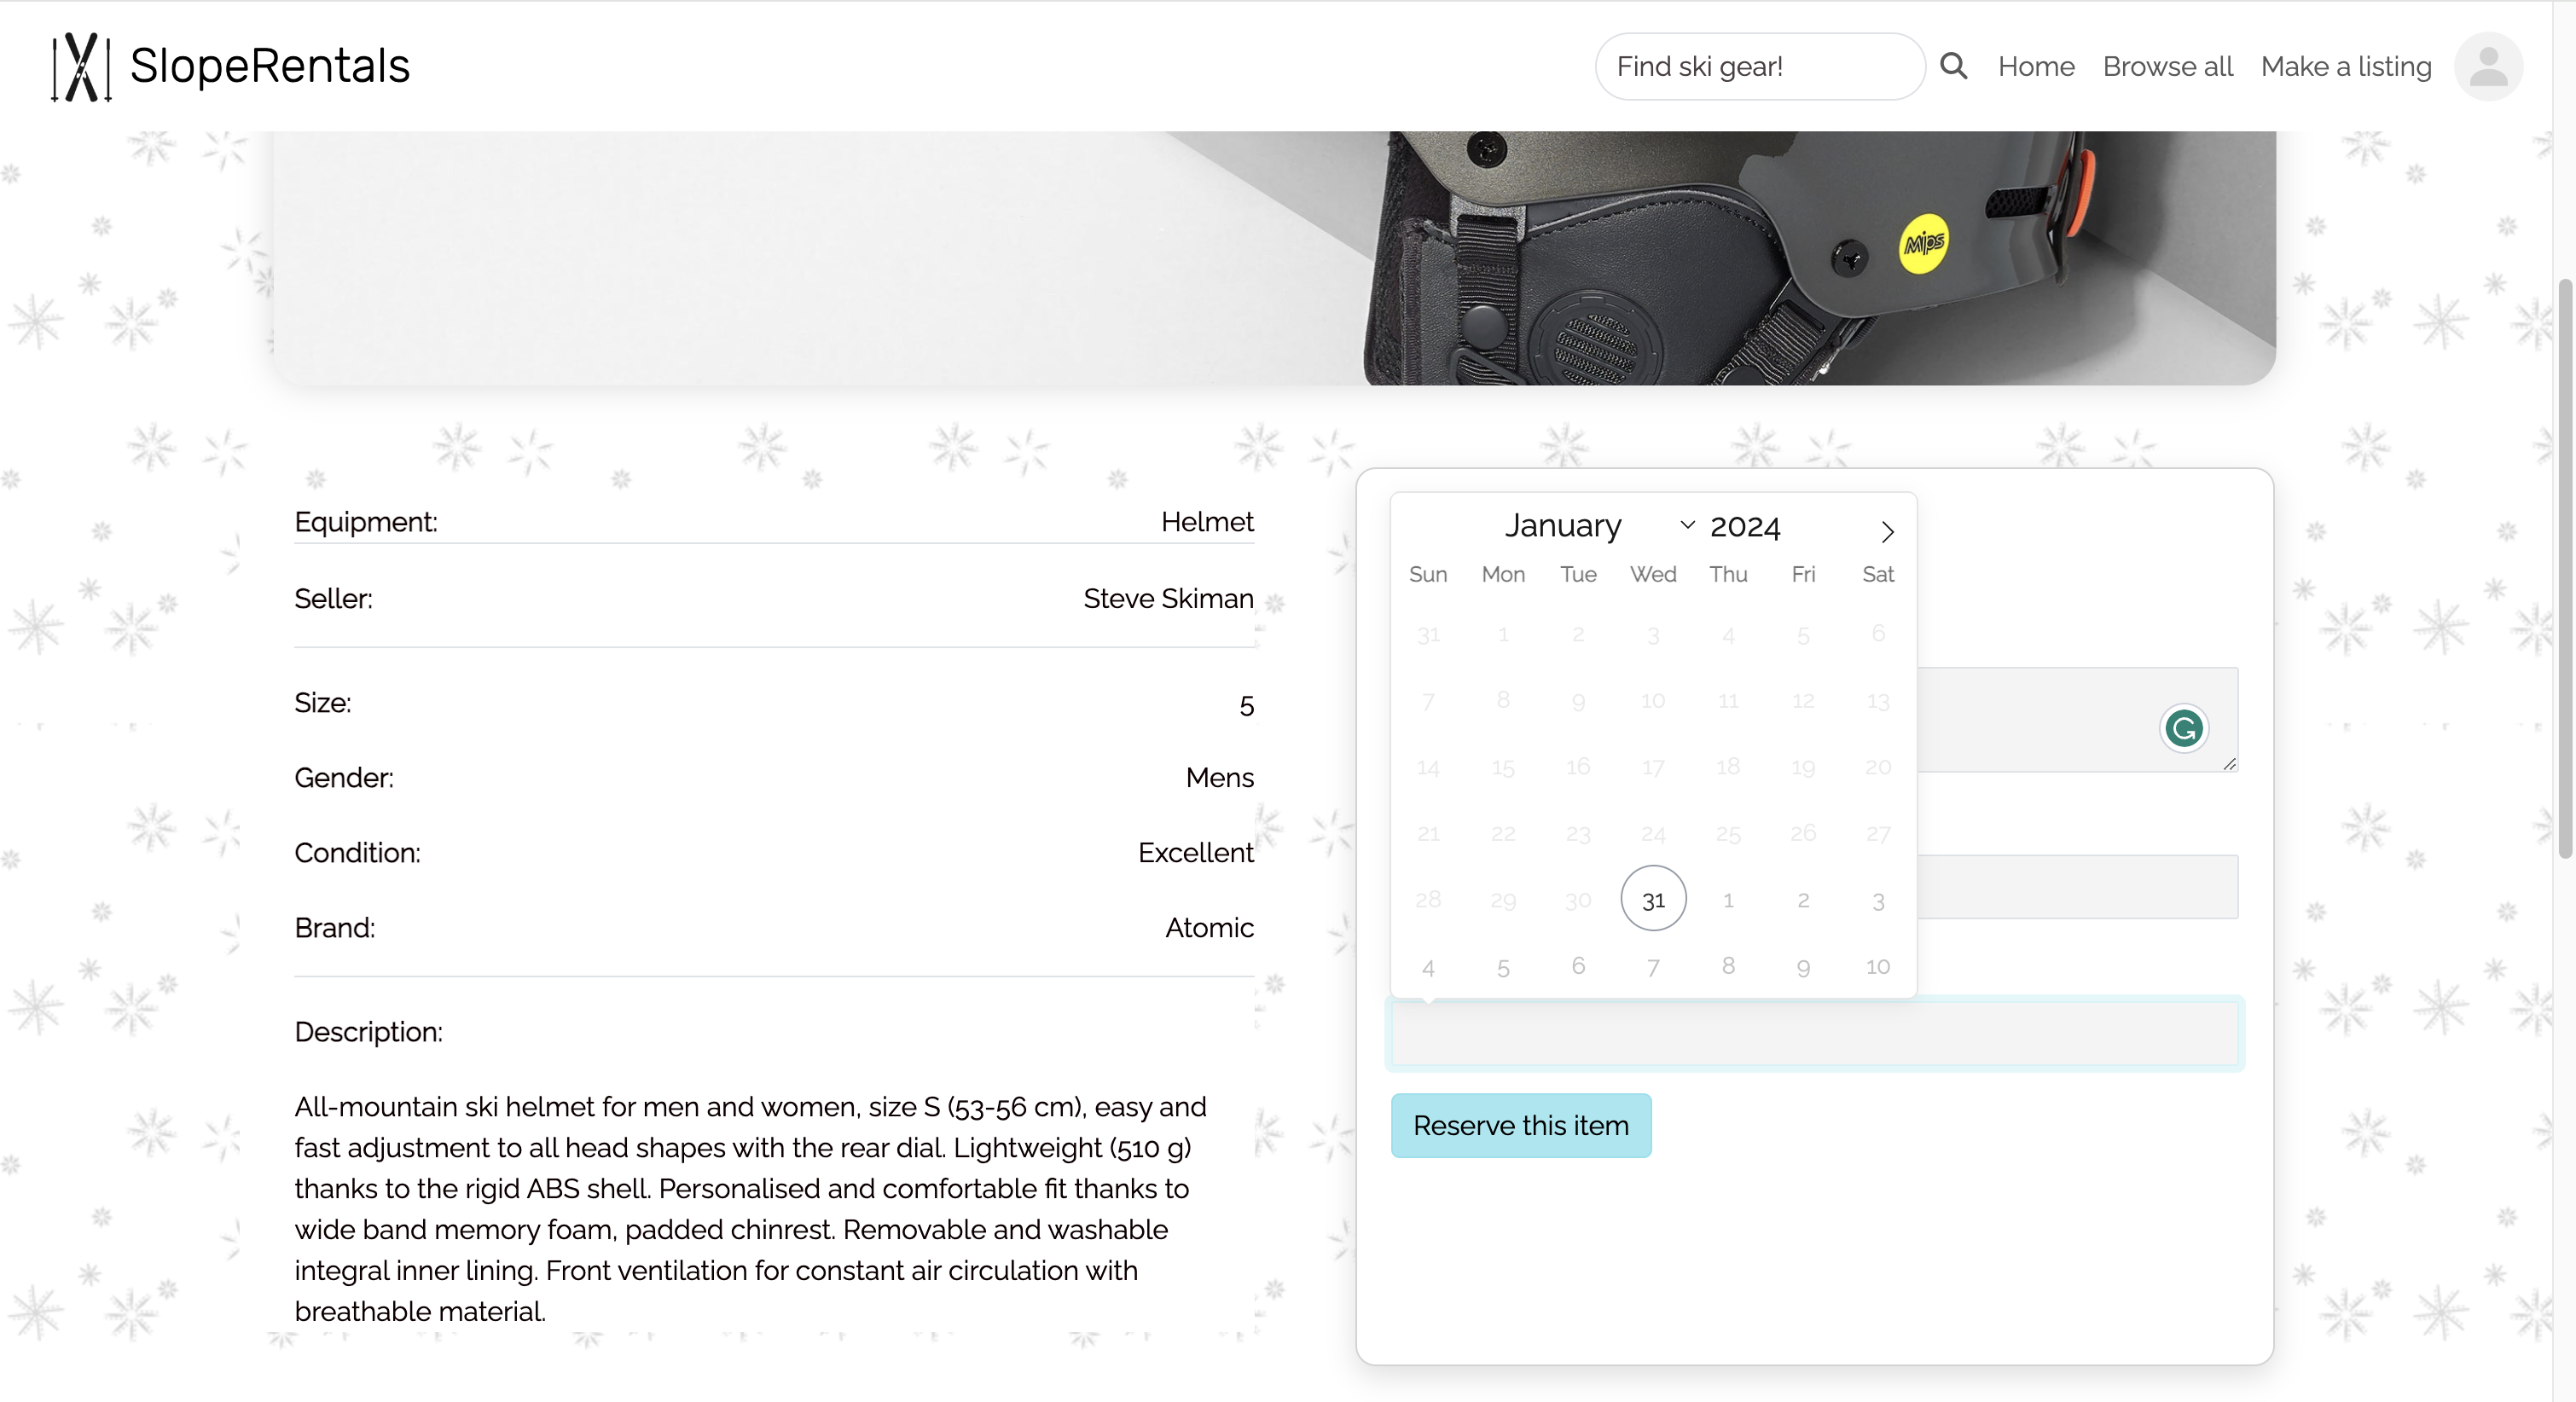 SlopeRentals
Find ski gear!
Home
Browse all
Make a listing
Mips
Equipment: Helmet
Seller: Steve Skiman
Size: 5
Gender: Mens
Condition: Excellent
Brand: Atomic
Description:
All-mountain ski helmet for men and women, size S (53-56 cm), easy and
fast adjustment to all head shapes with the rear dial. Lightweight (510 g)
thanks to the rigid ABS shell. Personalised and comfortable fit thanks to
wide band memory foam, padded chinrest. Removable and washable
integral inner lining. Front ventilation for constant air circulation with
breathable material.
January 2024
Sun Mon Tue Wed Thu Fri Sat
31 1 2 3 4 5 6
7 8 9 10 11 12 13
14 15 16 17 18 19 20
21 22 23 24 25 26 27
28 29 30 31 1 2 3
4 5 6 7 8 9 10
Reserve this item